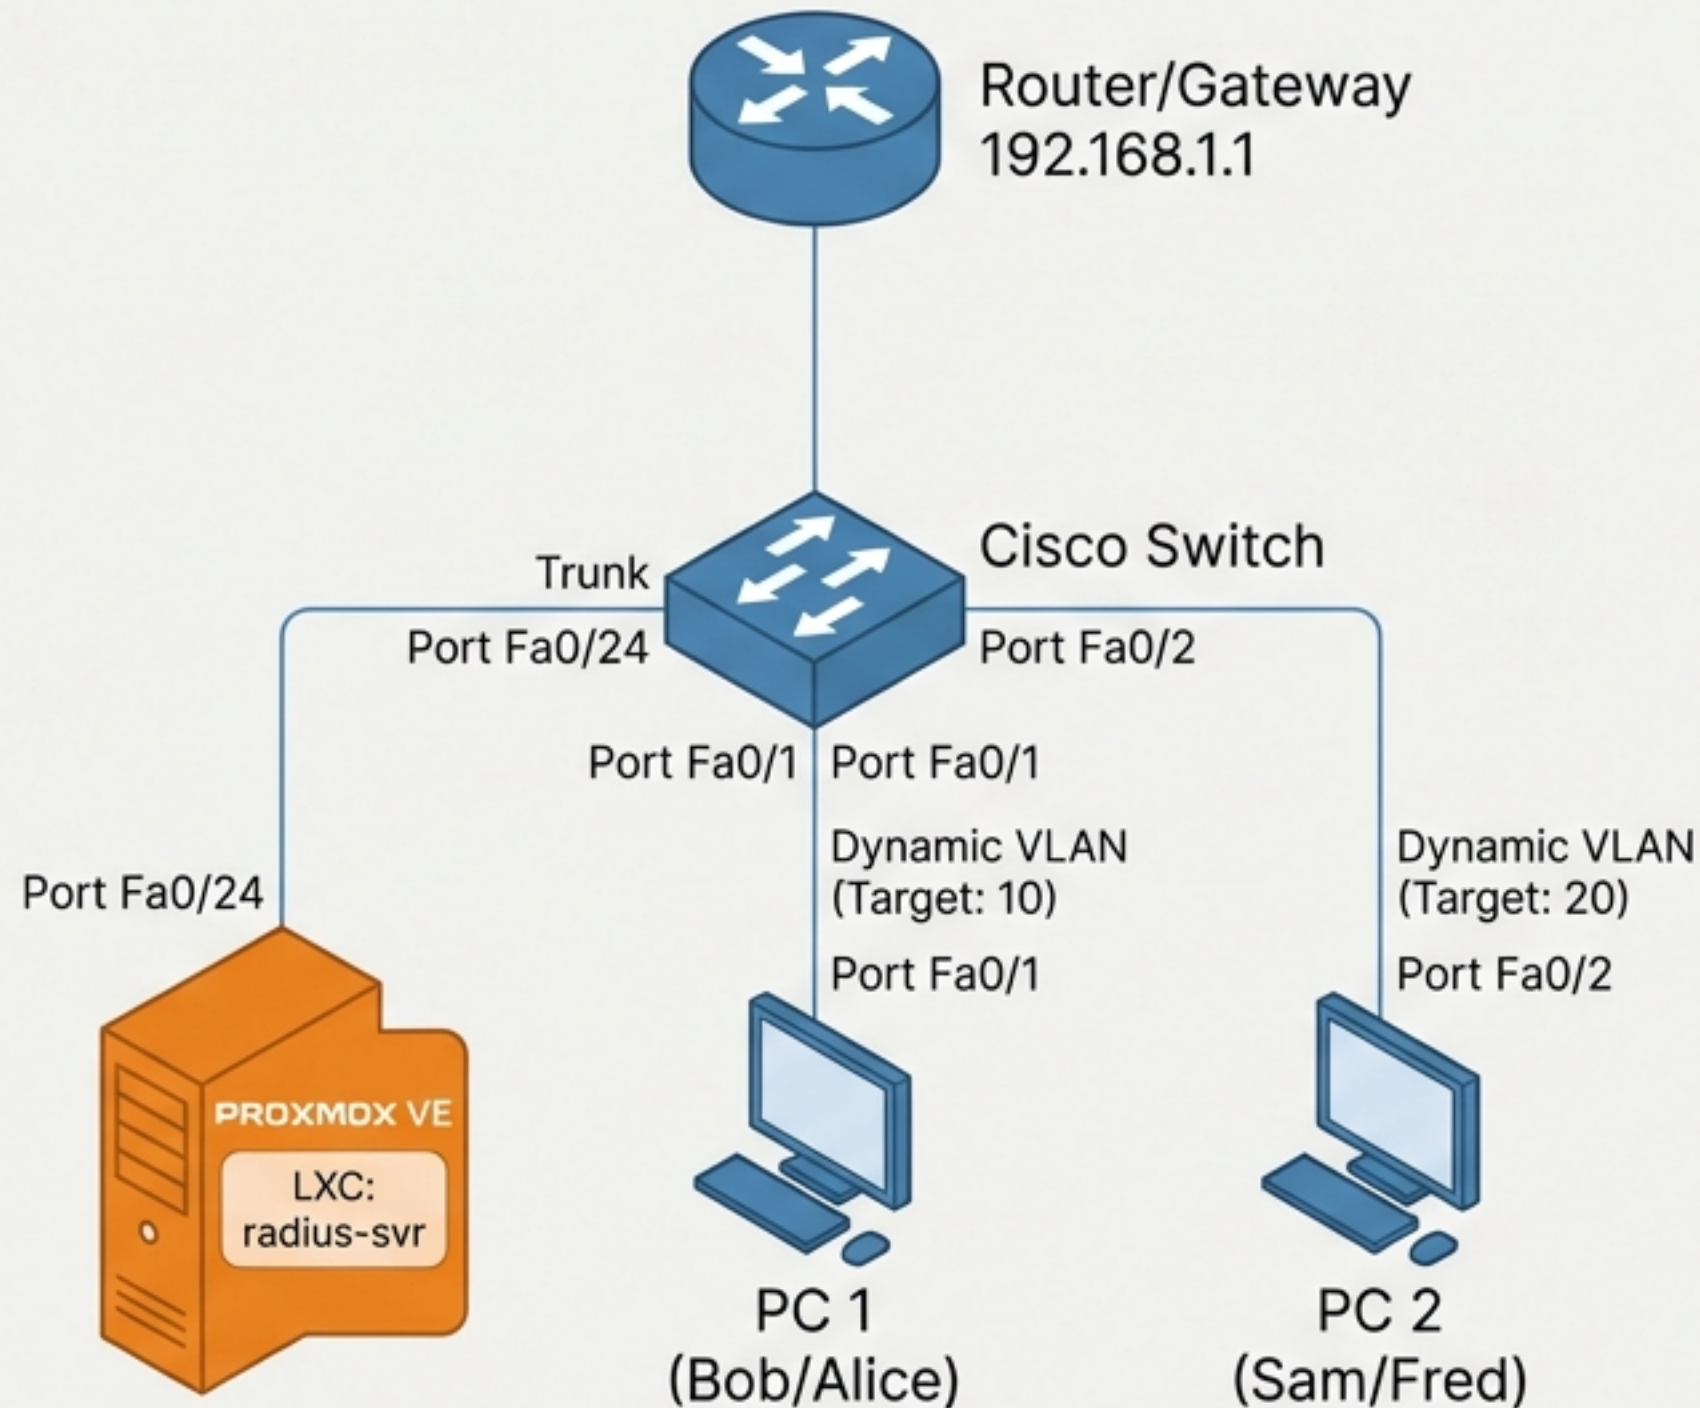 Router/Gateway
192.168.1.1
Cisco Switch
Trunk
Port Fa0/24
Port Fa0/2
Port Fa0/1
Port Fa0/1
Dynamic VLAN
(Target: 10)
Port Fa0/1
Dynamic VLAN
(Target: 20)
Port Fa0/2
Port Fa0/24
PROXMOX VE
LXC:
radius-svr
PC 1
(Bob/Alice)
PC 2
(Sam/Fred)